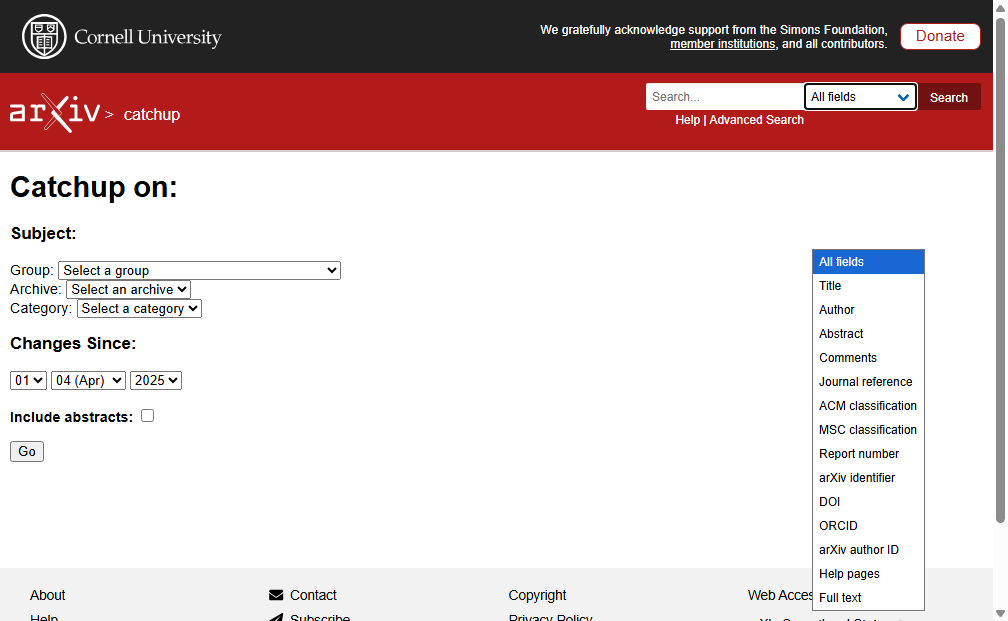 Cornell University
We gratefully acknowledge support from the Simons Foundation,
member institutions, and all contributors.
Donate
arXiv > catchup
Search...
All fields
Search
Help | Advanced Search
Catchup on:
Subject:
Group: Select a group
Archive: Select an archive
Category: Select a category
Changes Since:
01 04 (Apr) 2025
Include abstracts:
Go
All fields
Title
Author
Abstract
Comments
Journal reference
ACM classification
MSC classification
Report number
arXiv identifier
DOI
ORCID
arXiv author ID
Help pages
Full text
About
Contact
Copyright
Web Acces
Help
Subscribe
Privacy Policy